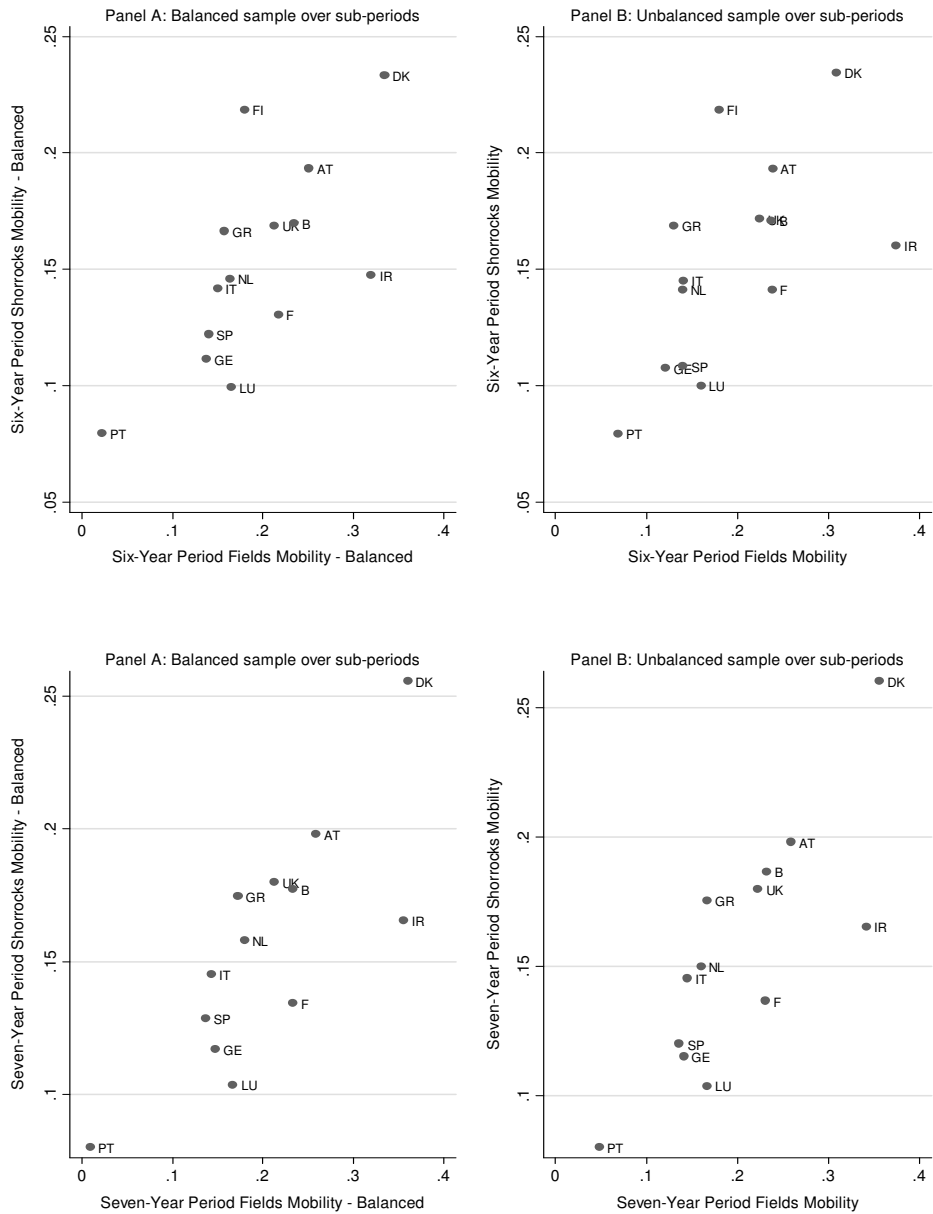 Panel A: Balanced sample over sub-periods
Six-Year Period Shorrocks Mobility - Balanced
.25
.2
.15
.1
.05
DK
FI
AT
UK
B
GR
IR
NL
IT
F
SP
GE
LU
PT
0 .1 .2 .3 .4
Six-Year Period Fields Mobility - Balanced
Panel B: Unbalanced sample over sub-periods
Six-Year Period Shorrocks Mobility
.25
.2
.15
.1
.05
DK
FI
AT
UK
B
GR
IR
IT
NL
F
SP
GE
LU
PT
0 .1 .2 .3 .4
Six-Year Period Fields Mobility
Panel A: Balanced sample over sub-periods
Seven-Year Period Shorrocks Mobility - Balanced
.25
.2
.15
.1
DK
AT
UK
B
GR
IR
NL
IT
F
SP
GE
LU
PT
0 .1 .2 .3 .4
Seven-Year Period Fields Mobility - Balanced
Panel B: Unbalanced sample over sub-periods
Seven-Year Period Shorrocks Mobility
.25
.2
.15
.1
DK
AT
B
UK
GR
IR
NL
IT
F
SP
GE
LU
PT
0 .1 .2 .3 .4
Seven-Year Period Fields Mobility